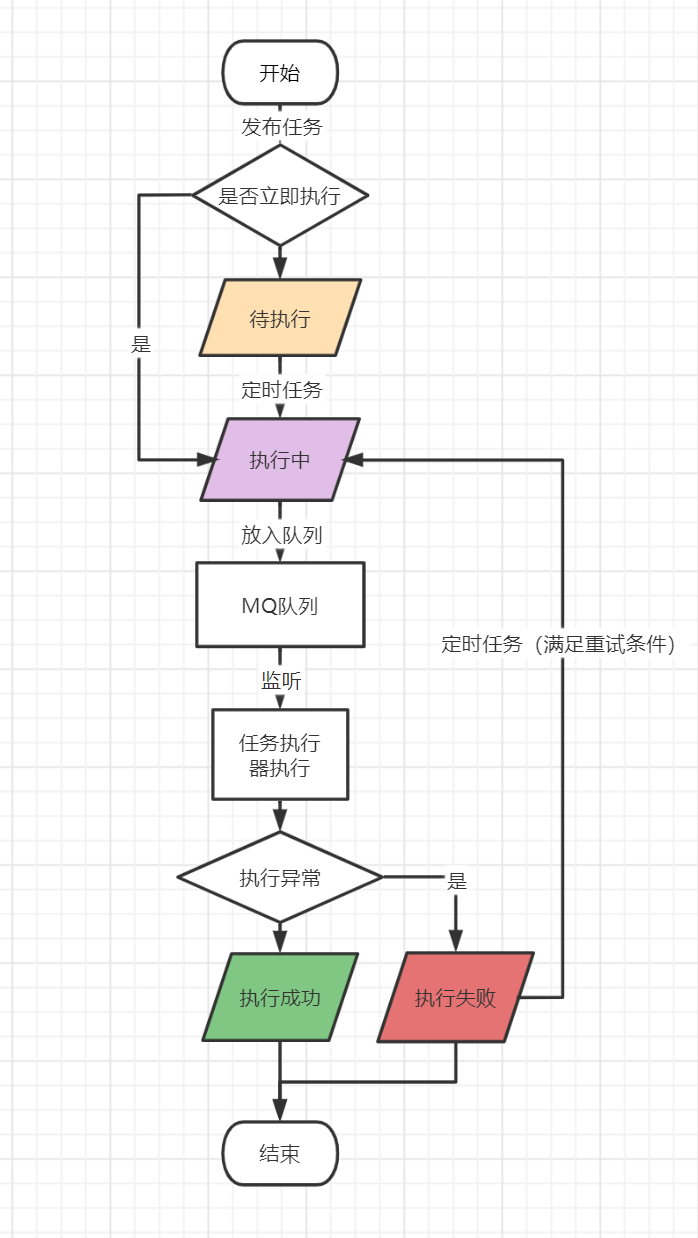 开始
发布任务
是否立即执行
待执行
是
定时任务
执行中
放入队列
MQ队列
定时任务（满足重试条件）
监听
任务执行
器执行
执行异常
是
执行成功
执行失败
结束